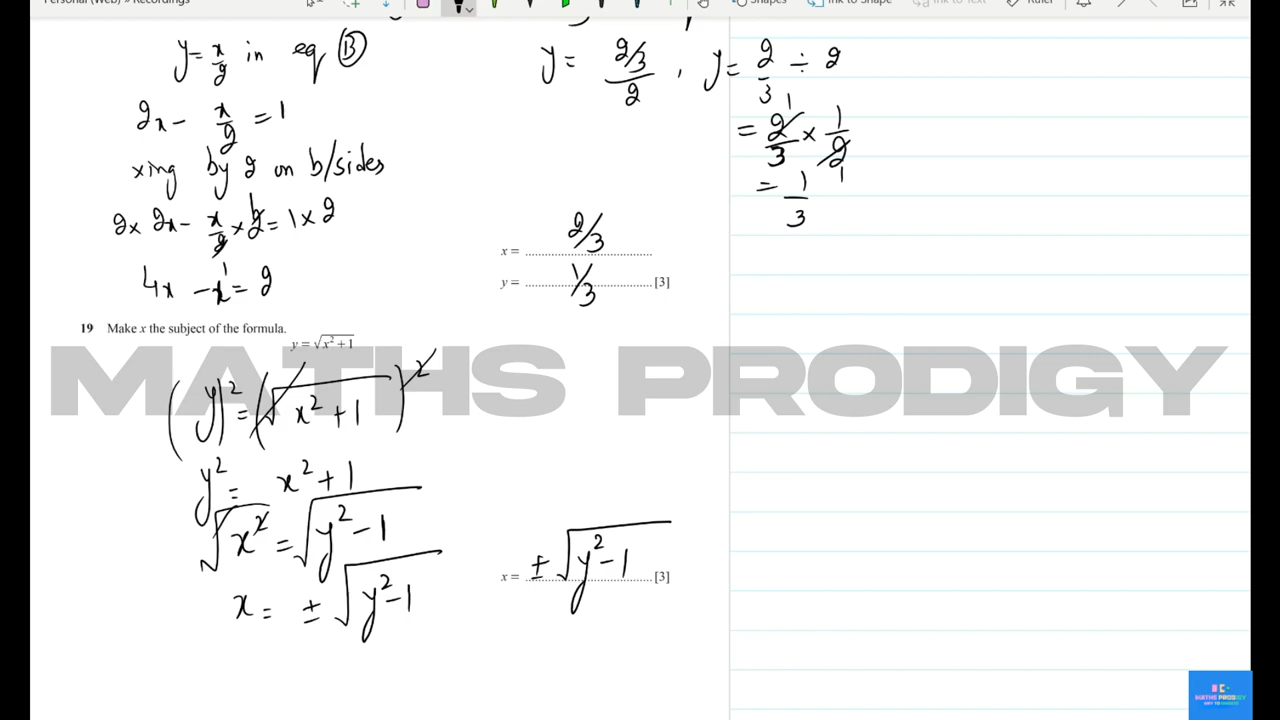 Personal (Web) » Recordings
Shapes
Ink to Shape
Ink to Text
Ruler
y = x/2 in eq Ⓑ
2x - x/2 = 1
xing by 2 on b/sides
2 x 2x - x/2 x 2 = 1 x 2
4x - x = 2
y = 2/3 / 2 , y = 2/3 ÷ 2
= 2/3 × 1/2
= 1/3
x = 2/3
y = 1/3 [3]
19 Make x the subject of the formula.
y = √(x² + 1)
(y)² = (√(x² + 1))²
y² = x² + 1
√x² = √(y² - 1)
x = ± √(y² - 1)
x = ± √(y² - 1) [3]
MATHS PRODIGY
MATHS PRODIGY